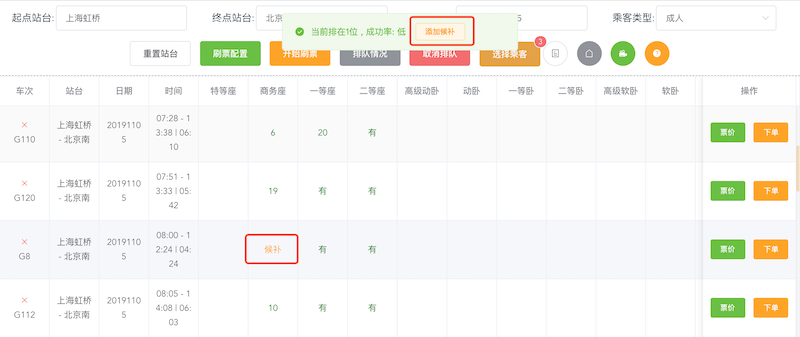 起点站台: 上海虹桥 终点站台: 北京 5 乘客类型: 成人
当前排在1位，成功率: 低 添加候补
重置站台 刷票配置 开始刷票 排队情况 取消排队 选择乘客 3
车次 站台 日期 时间 特等座 商务座 一等座 二等座 高级动卧 动卧 一等卧 二等卧 高级软卧 软卧 操作
× G110 上海虹桥 - 北京南 20191105 07:28 - 13:38 | 06:10 6 20 有 票价 下单
× G120 上海虹桥 - 北京南 20191105 07:51 - 13:33 | 05:42 19 有 有 票价 下单
× G8 上海虹桥 - 北京南 20191105 08:00 - 12:24 | 04:24 候补 有 有 票价 下单
× G112 上海虹桥 - 北京南 20191105 08:05 - 14:08 | 06:03 10 有 有 票价 下单